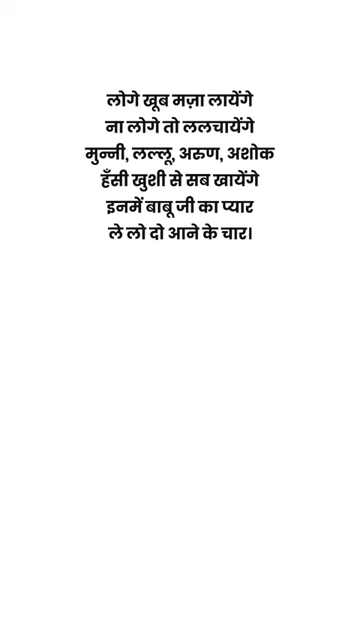 लोगे खूब मज़ा लायेंगे
ना लोगे तो ललचायेंगे
मुन्नी, लल्लू, अरुण, अशोक
हँसी खुशी से सब खायेंगे
इनमें बाबू जी का प्यार
ले लो दो आने के चार।